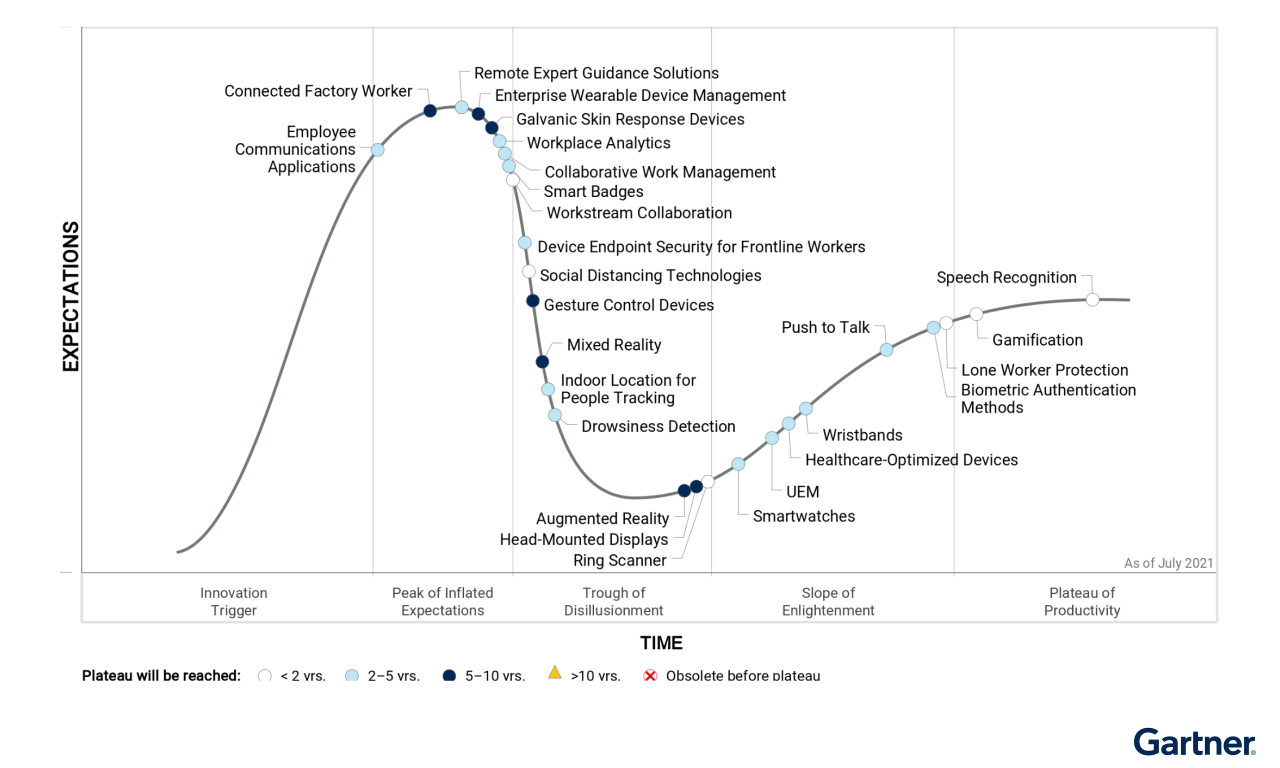 Remote Expert Guidance Solutions
Connected Factory Worker
Enterprise Wearable Device Management
Galvanic Skin Response Devices
Employee
Communications
Applications
Workplace Analytics
Collaborative Work Management
Smart Badges
Workstream Collaboration
Device Endpoint Security for Frontline Workers
Social Distancing Technologies
Gesture Control Devices
Mixed Reality
Indoor Location for
People Tracking
Drowsiness Detection
Augmented Reality
Head-Mounted Displays
Ring Scanner
Smartwatches
UEM
Healthcare-Optimized Devices
Wristbands
Push to Talk
Biometric Authentication
Methods
Lone Worker Protection
Gamification
Speech Recognition
EXPECTATIONS
As of July 2021
Innovation
Trigger
Peak of Inflated
Expectations
Trough of
Disillusionment
Slope of
Enlightenment
Plateau of
Productivity
TIME
Plateau will be reached: < 2 yrs. 2–5 yrs. 5–10 yrs. >10 yrs. Obsolete before plateau
Gartner®